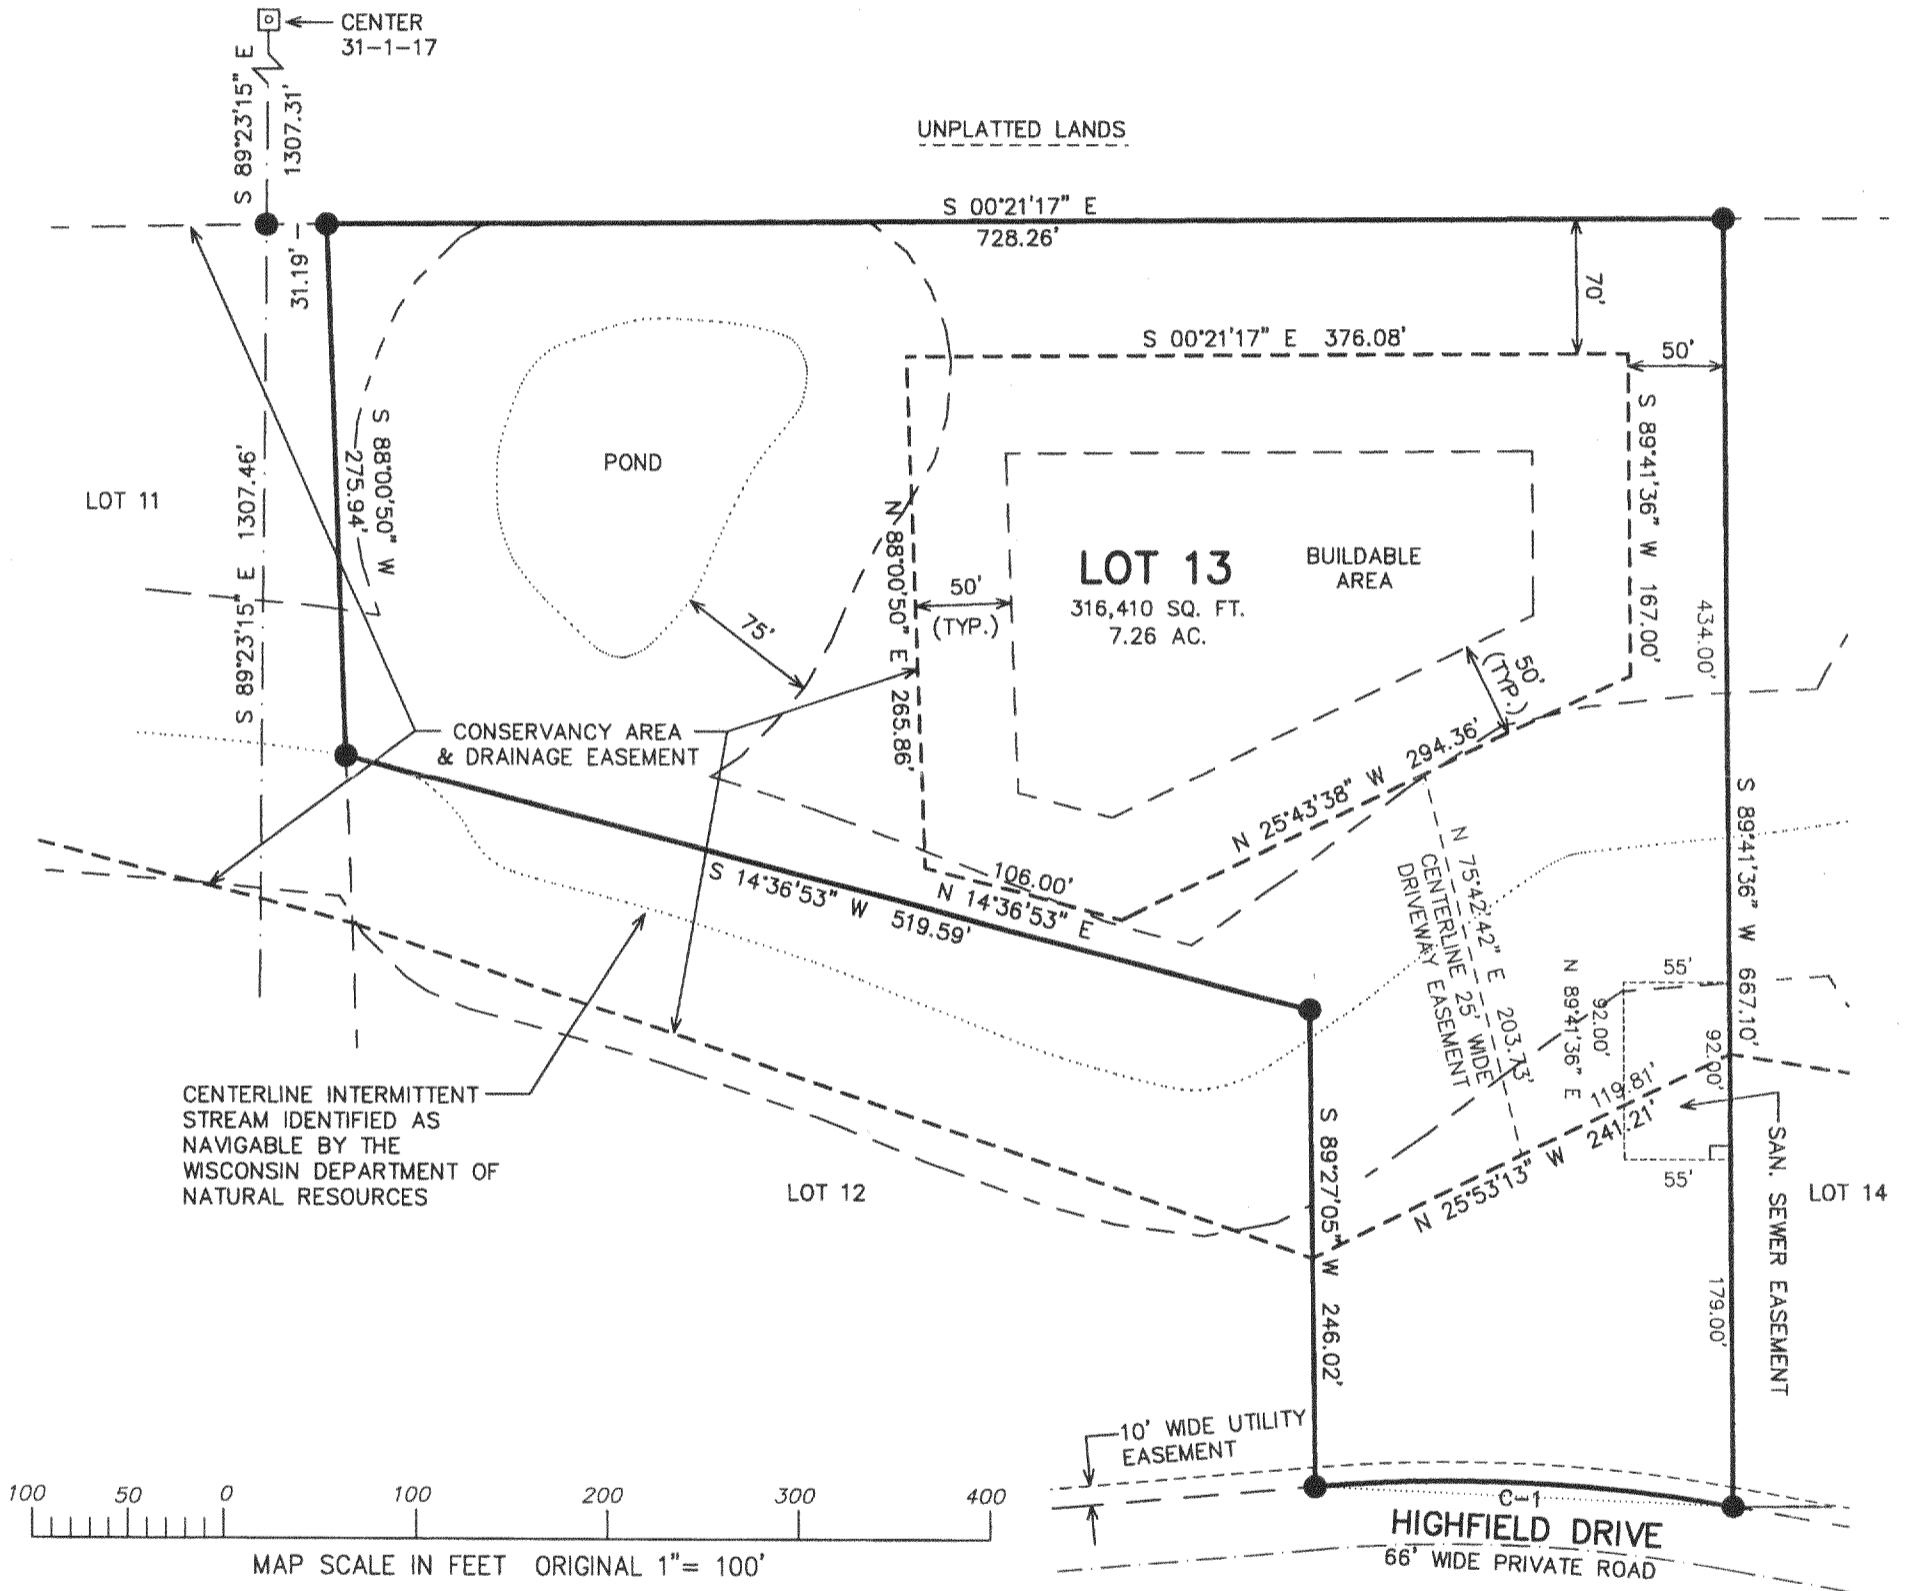 CENTER
31-1-17
S 89°23'15" E
1307.31'
UNPLATTED LANDS
S 00°21'17" E
728.26'
31.19'
70'
S 00°21'17" E 376.08'
50'
S 88°00'50" W
275.94'
POND
LOT 11
S 89°23'15" E 1307.46'
N 88°00'50" E 265.86'
50'
(TYP.)
LOT 13
316,410 SQ. FT.
7.26 AC.
BUILDABLE
AREA
S 89°41'36" W 167.00'
434.00'
75'
50'
(TYP.)
CONSERVANCY AREA
& DRAINAGE EASEMENT
N 25°43'38" W 294.36'
S 89°41'36" W 667.10'
106.00'
N 14°36'53" E
S 14°36'53" W 519.59'
N 75°42'42" E 203.73'
CENTERLINE 25' WIDE
DRIVEWAY EASEMENT
N 89°41'36" E
92.00'
55'
92.00'
119.81'
N 25°53'13" W 241.21'
55'
SAN. SEWER EASEMENT
LOT 14
CENTERLINE INTERMITTENT
STREAM IDENTIFIED AS
NAVIGABLE BY THE
WISCONSIN DEPARTMENT OF
NATURAL RESOURCES
LOT 12
S 89°27'05" W 246.02'
179.00'
10' WIDE UTILITY
EASEMENT
C-1
HIGHFIELD DRIVE
66' WIDE PRIVATE ROAD
100 50 0 100 200 300 400
MAP SCALE IN FEET ORIGINAL 1"= 100'